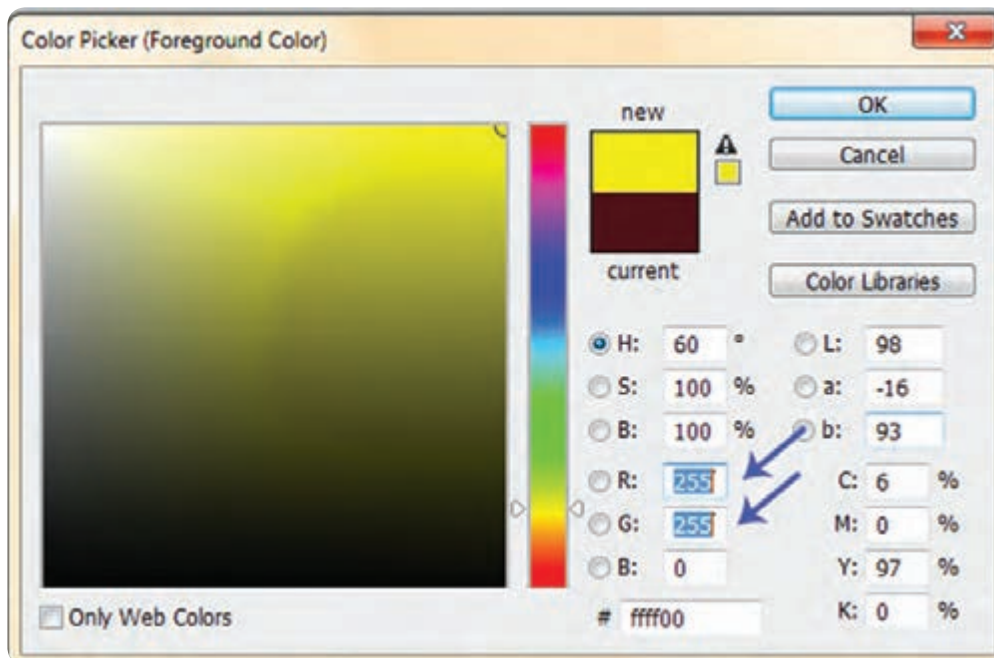 Color Picker (Foreground Color)
new
current
OK
Cancel
Add to Swatches
Color Libraries
H: 60 °
S: 100 %
B: 100 %
R: 255
G: 255
B: 0
# ffff00
L: 98
a: -16
b: 93
C: 6 %
M: 0 %
Y: 97 %
K: 0 %
Only Web Colors